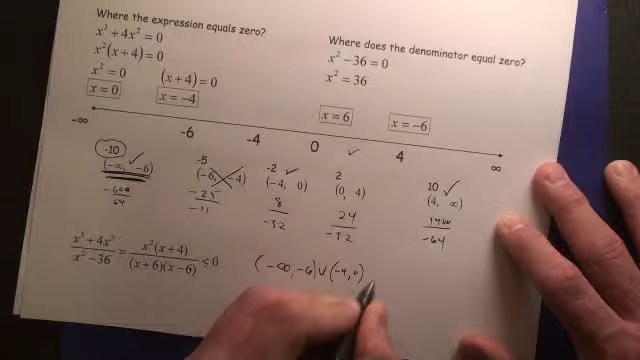 Where the expression equals zero?
x³ + 4x² = 0
x²(x + 4) = 0
x² = 0 (x + 4) = 0
x = 0 x = −4
Where does the denominator equal zero?
x² − 36 = 0
x² = 36
x = 6 x = −6
−∞ -6 -4 0 4 ∞
-10 ✓
(−∞, −6)
-600
64
-5
(−6, −4)
-25
-11
-2 ✓
(−4, 0)
8
-32
2 ✓
(0, 4)
24
-32
10 ✓
(4, ∞)
1400
-64
x³ + 4x² / x² − 36 = x²(x + 4) / (x + 6)(x − 6) ≤ 0
(-∞, -6) ∪ (-4, 0)